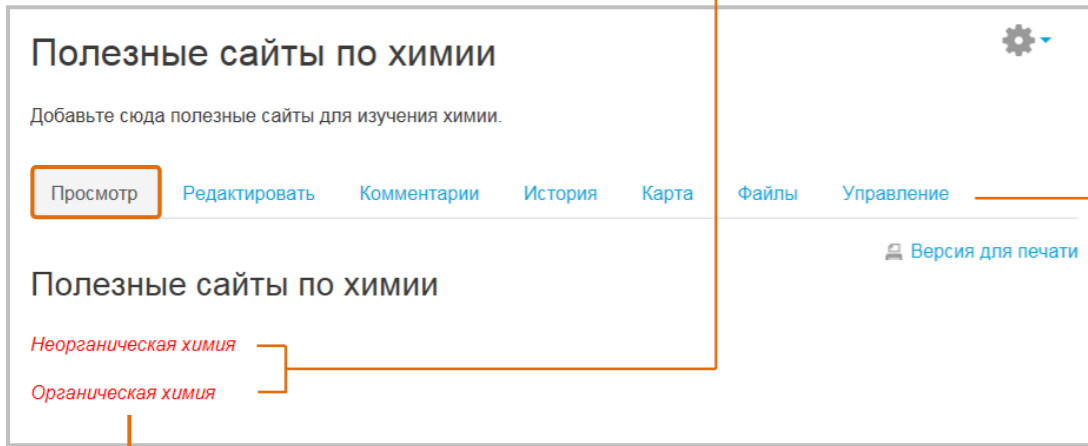 Полезные сайты по химии
Добавьте сюда полезные сайты для изучения химии.
Просмотр Редактировать Комментарии История Карта Файлы Управление
Версия для печати
Полезные сайты по химии
Неорганическая химия
Органическая химия